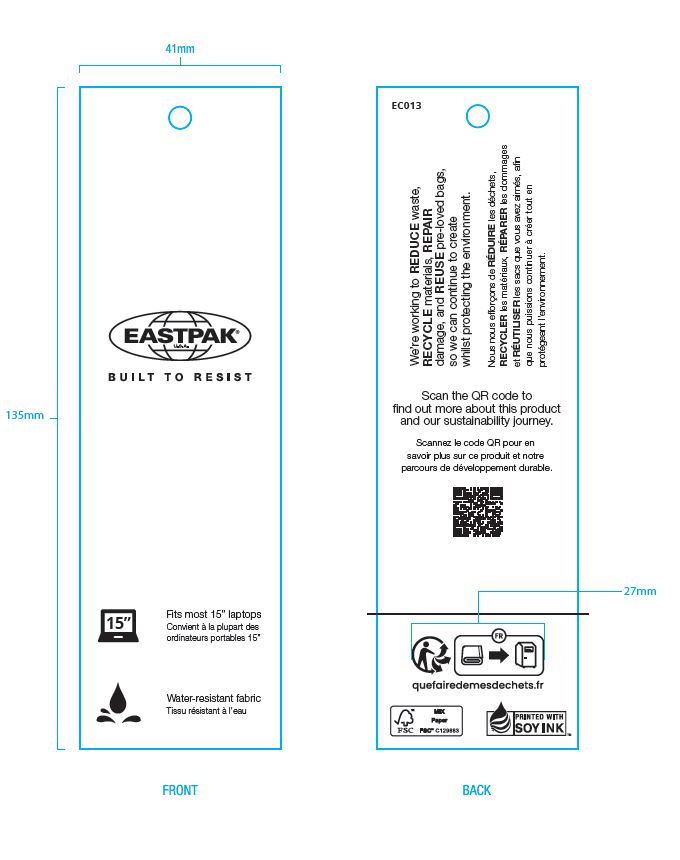 41mm
135mm
EASTPAK®
U.S.A.
BUILT TO RESIST
15”
Fits most 15” laptops
Convient à la plupart des
ordinateurs portables 15”
Water-resistant fabric
Tissu résistant à l’eau
FRONT
EC013
We’re working to REDUCE waste,
RECYCLE materials, REPAIR
damage, and REUSE pre-loved bags,
so we can continue to create
whilst protecting the environment.
Nous nous efforçons de RÉDUIRE les déchets,
RECYCLER les matériaux, RÉPARER les dommages
et RÉUTILISER les sacs que vous avez aimés, afin
que nous puissions continuer à créer tout en
protégeant l’environnement.
Scan the QR code to
find out more about this product
and our sustainability journey.
Scannez le code QR pour en
savoir plus sur ce produit et notre
parcours de développement durable.
27mm
FR
quefairedemesdechets.fr
FSC
MIX
Paper
FSC™ C129883
PRINTED WITH
SOY INK™
BACK